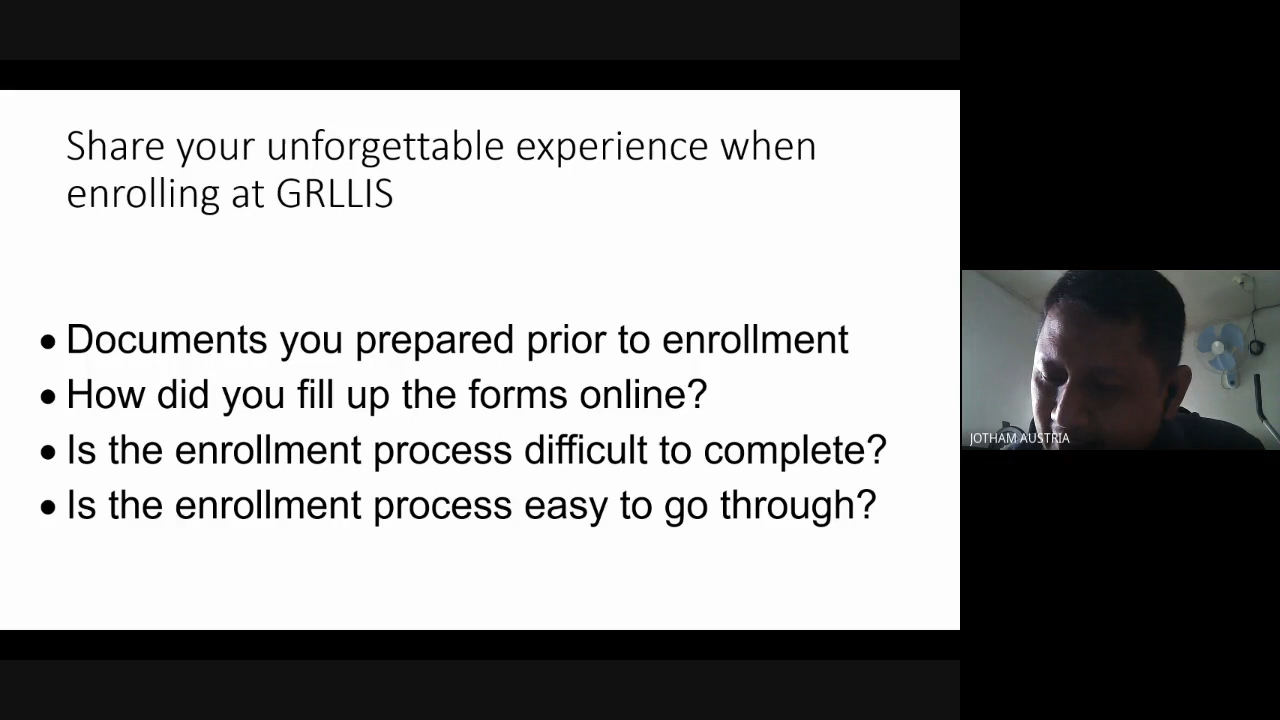 Share your unforgettable experience when
enrolling at GRLLIS
• Documents you prepared prior to enrollment
• How did you fill up the forms online?
• Is the enrollment process difficult to complete?
• Is the enrollment process easy to go through?
JOTHAM AUSTRIA